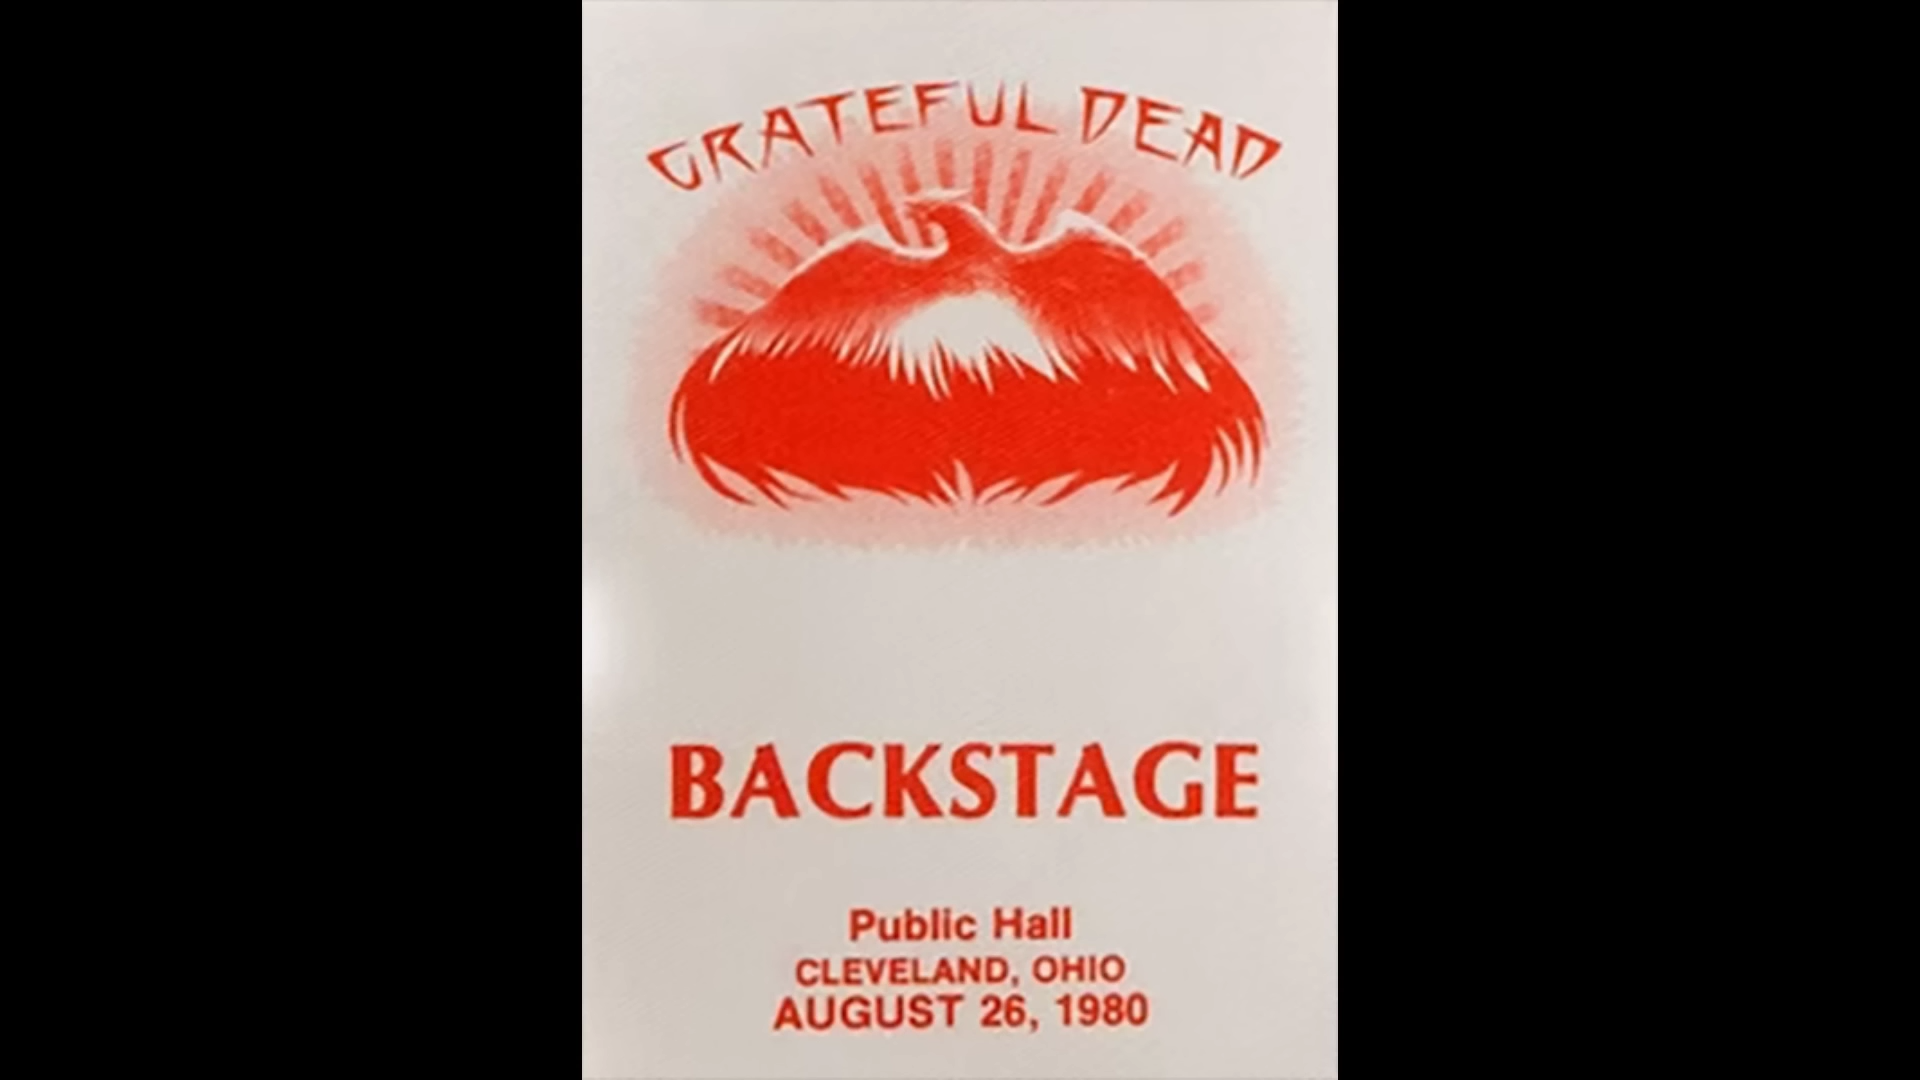 GRATEFUL DEAD
BACKSTAGE
Public Hall
CLEVELAND, OHIO
AUGUST 26, 1980